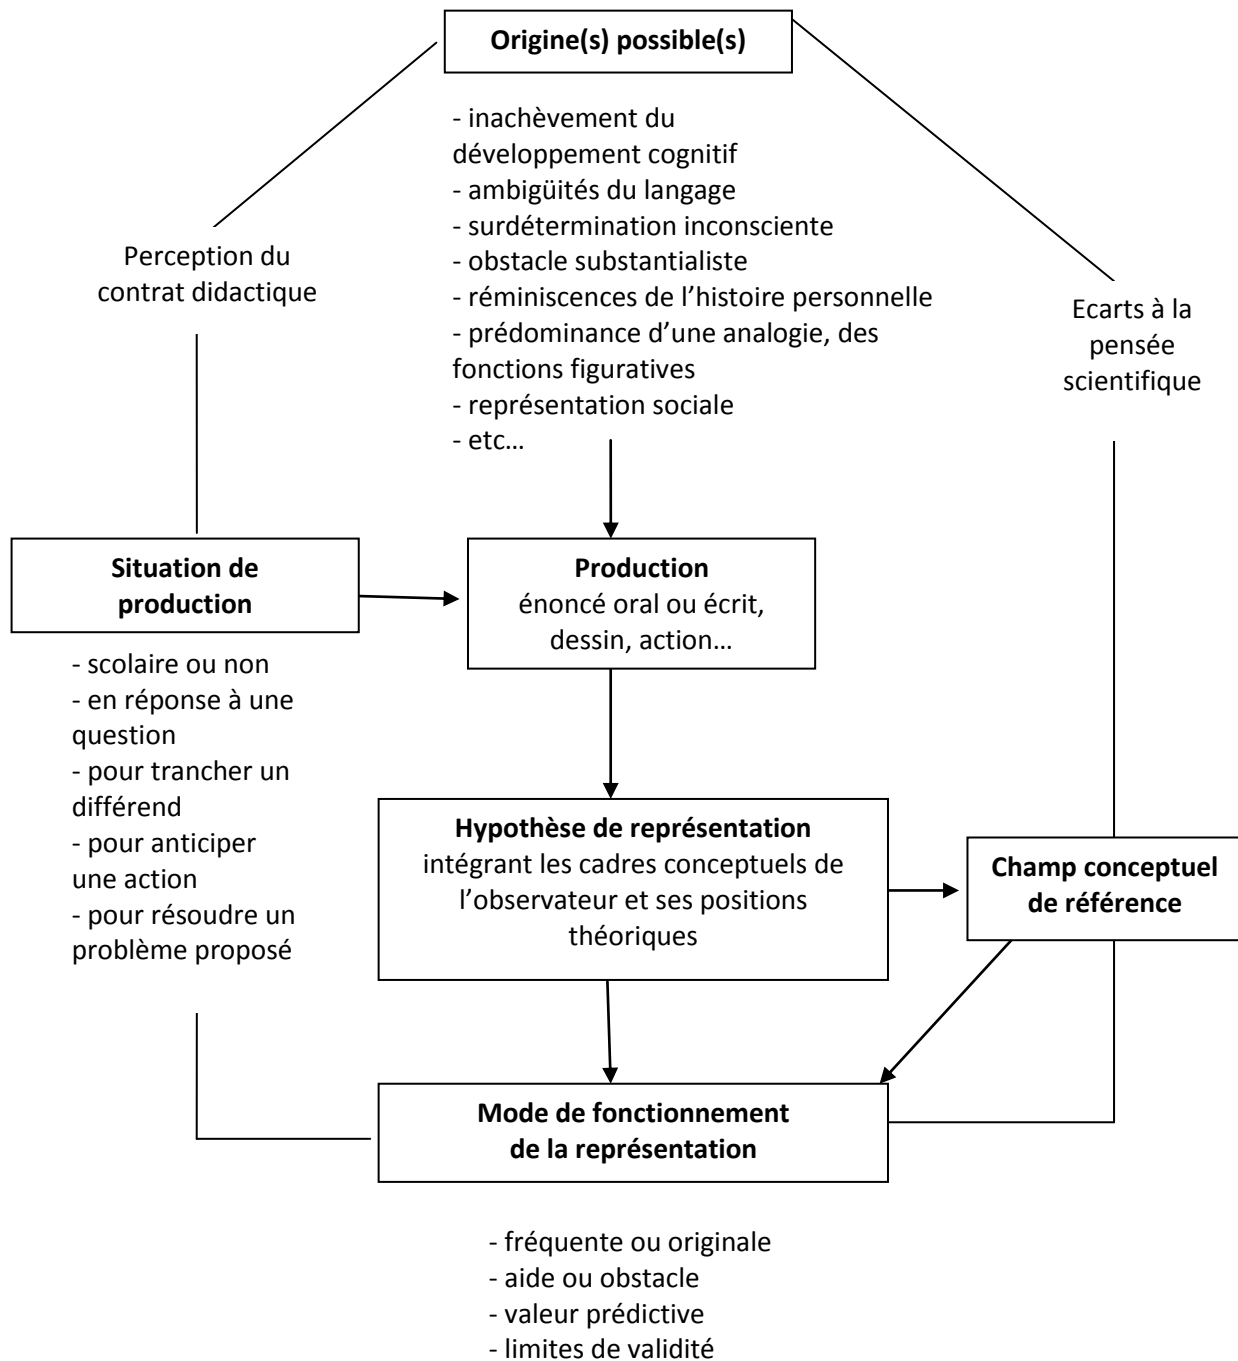 Origine(s) possible(s)
- inachèvement du
développement cognitif
- ambigüités du langage
- surdétermination inconsciente
- obstacle substantialiste
- réminiscences de l’histoire personnelle
- prédominance d’une analogie, des
fonctions figuratives
- représentation sociale
- etc…
Perception du
contrat didactique
Ecarts à la
pensée
scientifique
Situation de
production
- scolaire ou non
- en réponse à une
question
- pour trancher un
différend
- pour anticiper
une action
- pour résoudre un
problème proposé
Production
énoncé oral ou écrit,
dessin, action…
Hypothèse de représentation
intégrant les cadres conceptuels de
l’observateur et ses positions
théoriques
Champ conceptuel
de référence
Mode de fonctionnement
de la représentation
- fréquente ou originale
- aide ou obstacle
- valeur prédictive
- limites de validité